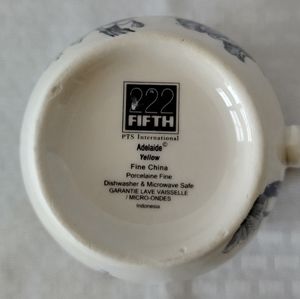 222
FIFTH
PTS International
Adelaide©
Yellow
Fine China
Porcelaine Fine
Dishwasher & Microwave Safe
GARANTIE LAVE VAISSELLE
/ MICRO-ONDES
Indonesia